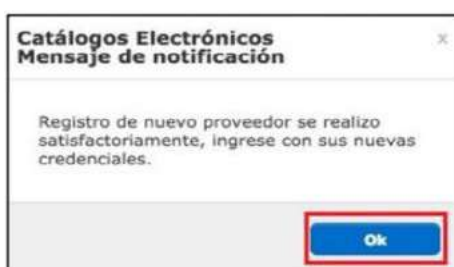 Catálogos Electrónicos
Mensaje de notificación
x
Registro de nuevo proveedor se realizo
satisfactoriamente, ingrese con sus nuevas
credenciales.
Ok